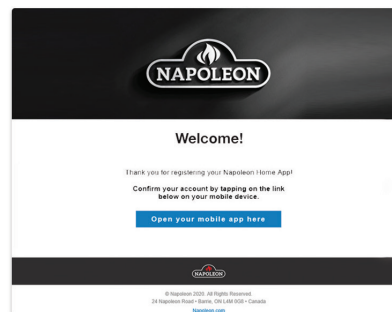 NAPOLEON
Welcome!
Thank you for registering your Napoleon Home App!
Confirm your account by tapping on the link
below on your mobile device.
Open your mobile app here
NAPOLEON
© Napoleon 2020. All Rights Reserved.
24 Napoleon Road • Barrie, ON L4M 0G8 • Canada
Napoleon.com